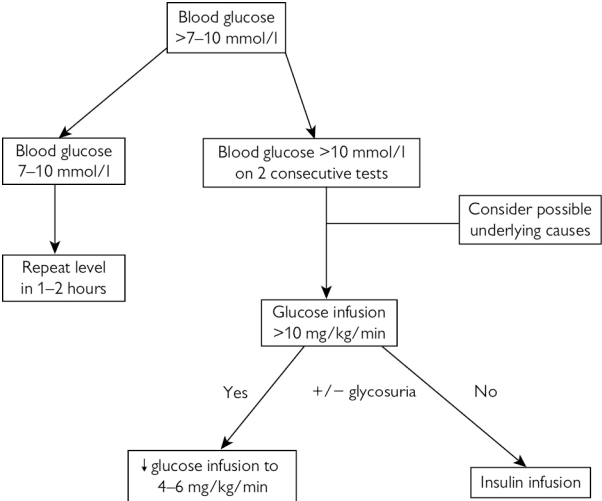 Blood glucose
>7–10 mmol/l
Blood glucose
7–10 mmol/l
Blood glucose >10 mmol/l
on 2 consecutive tests
Consider possible
underlying causes
Repeat level
in 1–2 hours
Glucose infusion
>10 mg/kg/min
Yes
+/− glycosuria
No
↓glucose infusion to
4–6 mg/kg/min
Insulin infusion